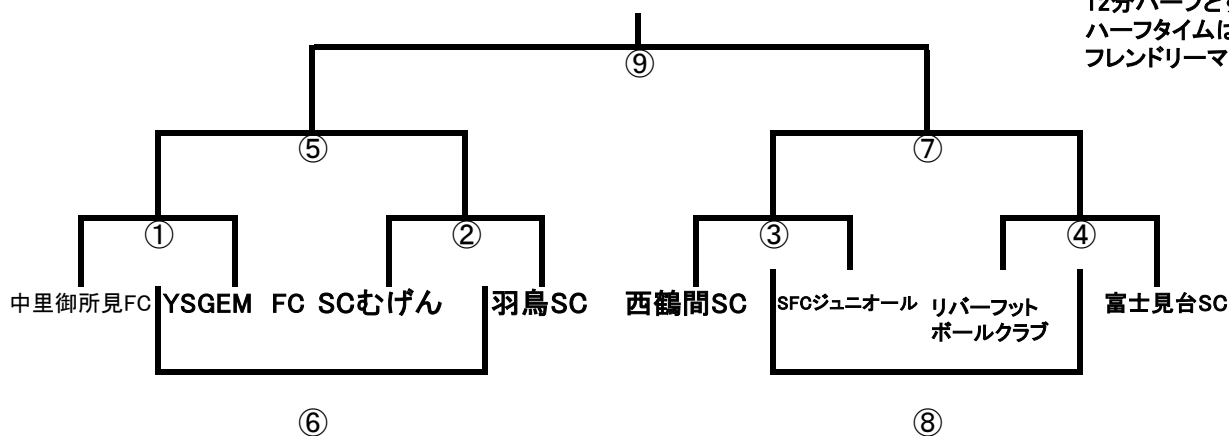 12分ハーフと
ハーフタイムは
フレンドリーマ
⑨
⑤
⑦
①
②
③
④
中里御所見FC
YSGEM FC
SCむげん
羽鳥SC
西鶴間SC
SFCジュニオール
リバーフット
ボールクラブ
富士見台SC
⑥
⑧